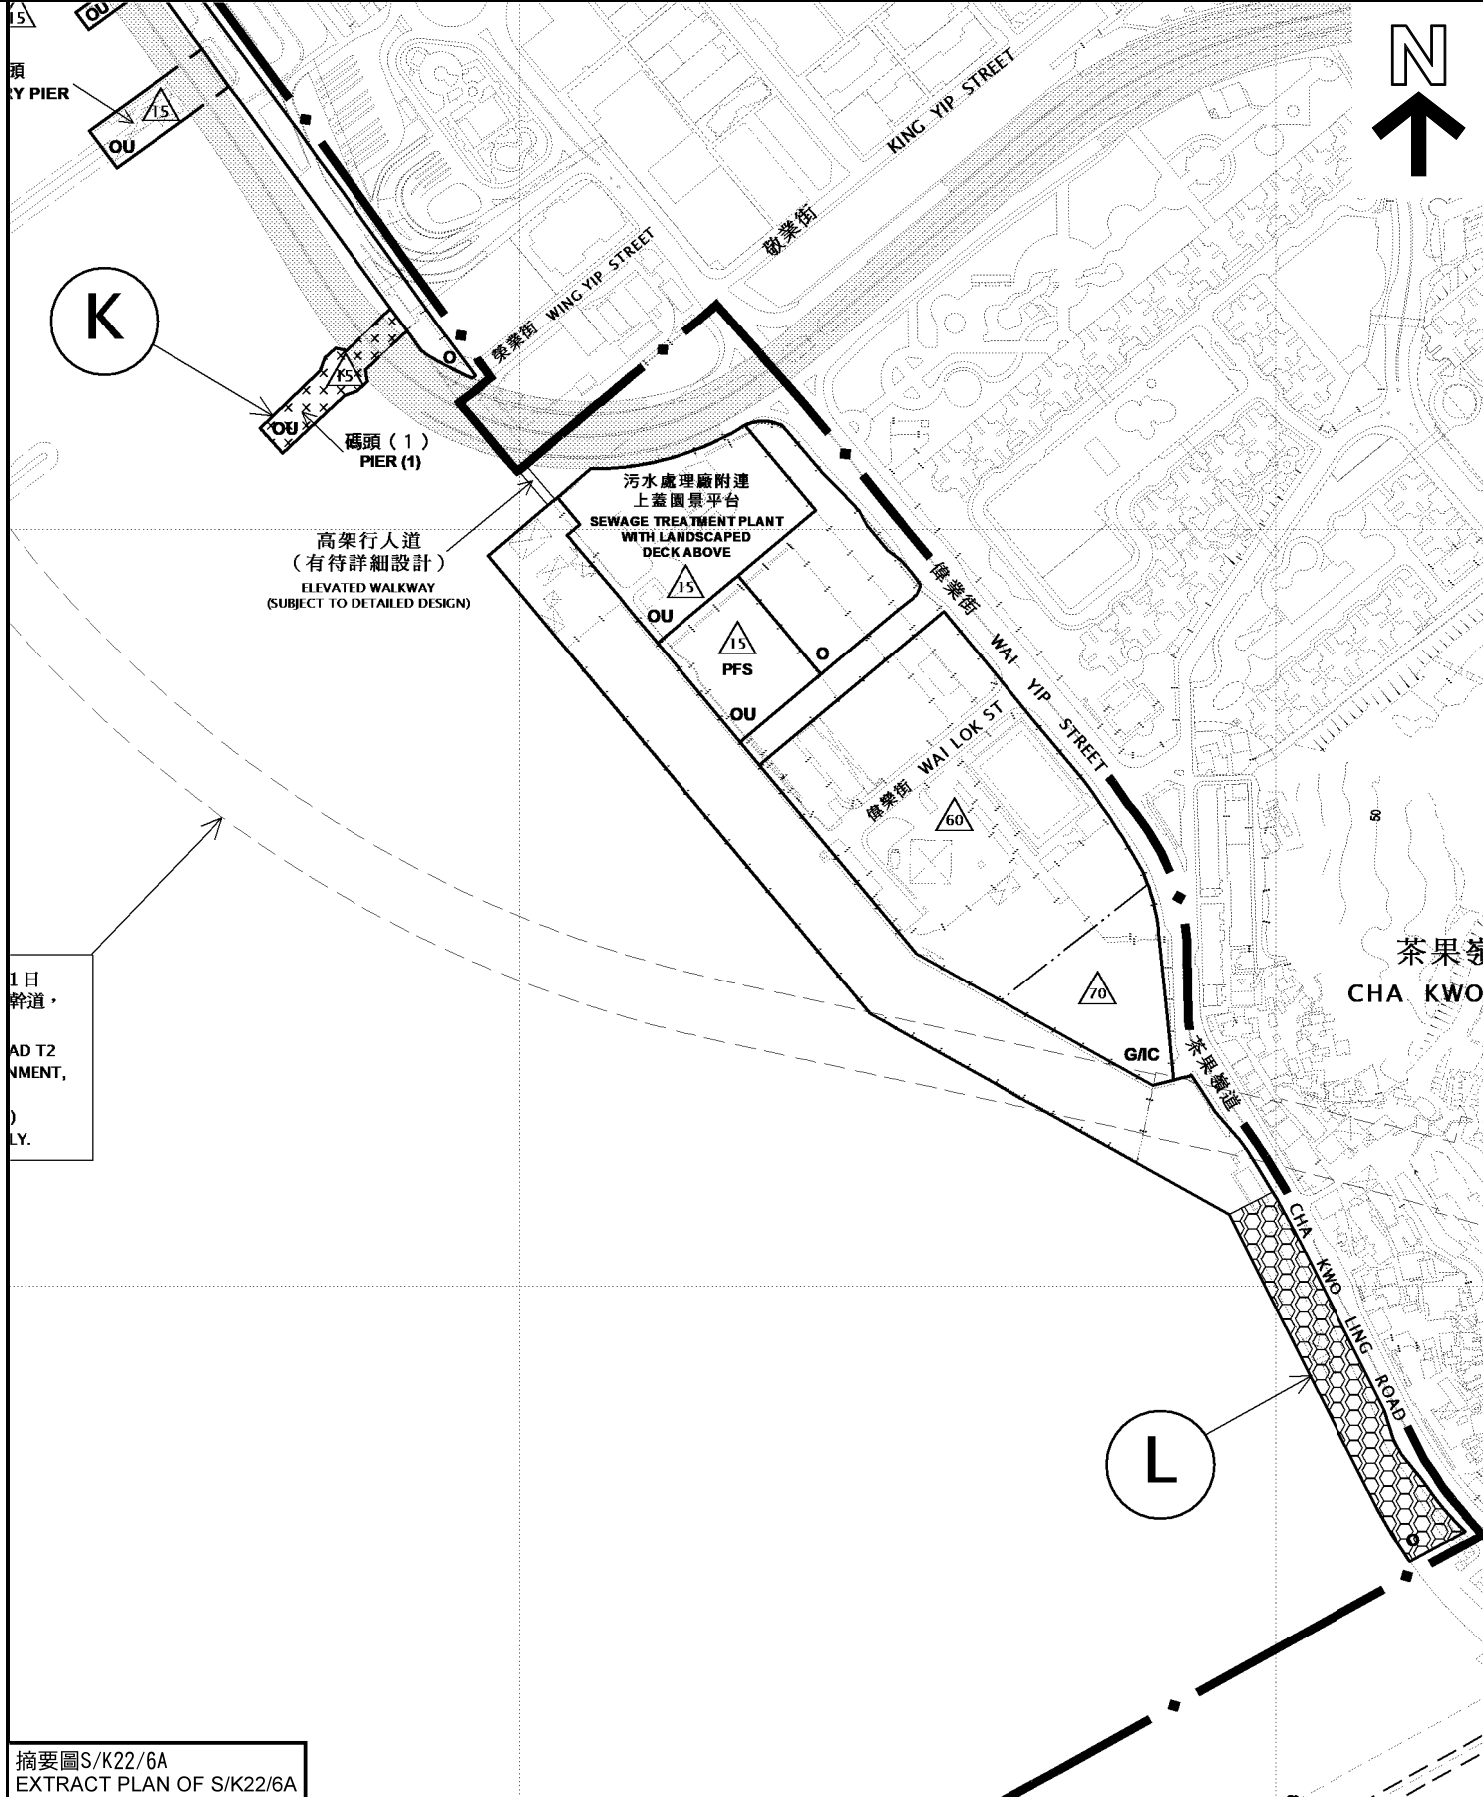 15
OU
頭
RY PIER
15
OU
N
KING YIP STREET
敬業街
榮業街 WING YIP STREET
K
O
15
OU
碼頭（1）
PIER (1)
污水處理廠附連
上蓋園景平台
SEWAGE TREATMENT PLANT
WITH LANDSCAPED
DECK ABOVE
15
OU
高架行人道
（有待詳細設計）
ELEVATED WALKWAY
(SUBJECT TO DETAILED DESIGN)
偉業街 WAI YIP STREET
15
PFS
OU
O
偉樂街 WAI LOK ST
60
50
茶果嶺
CHA KWO
70
G/IC
1日
幹道，
AD T2
NMENT,
)
LY.
茶果嶺道
CHA KWO LING ROAD
L
O
摘要圖S/K22/6A
EXTRACT PLAN OF S/K22/6A